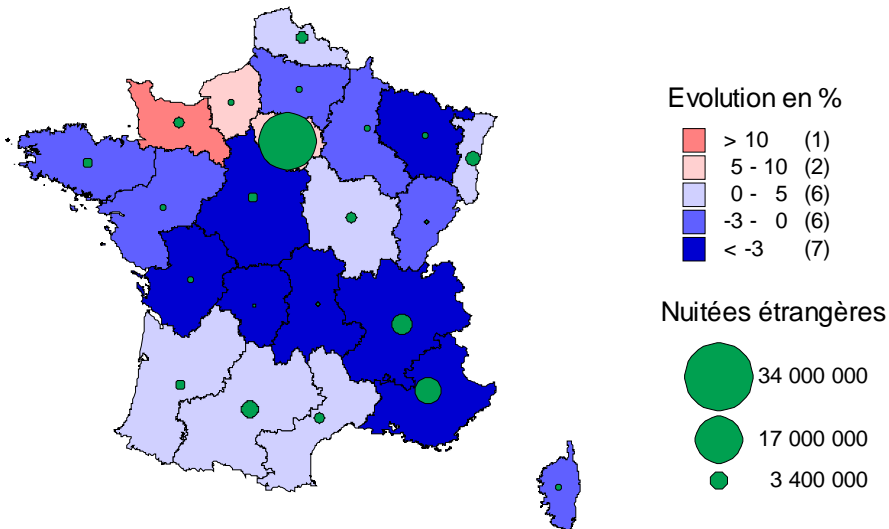 Evolution en %
> 10 (1)
5 - 10 (2)
0 - 5 (6)
-3 - 0 (6)
< -3 (7)
Nuitées étrangères
34 000 000
17 000 000
3 400 000